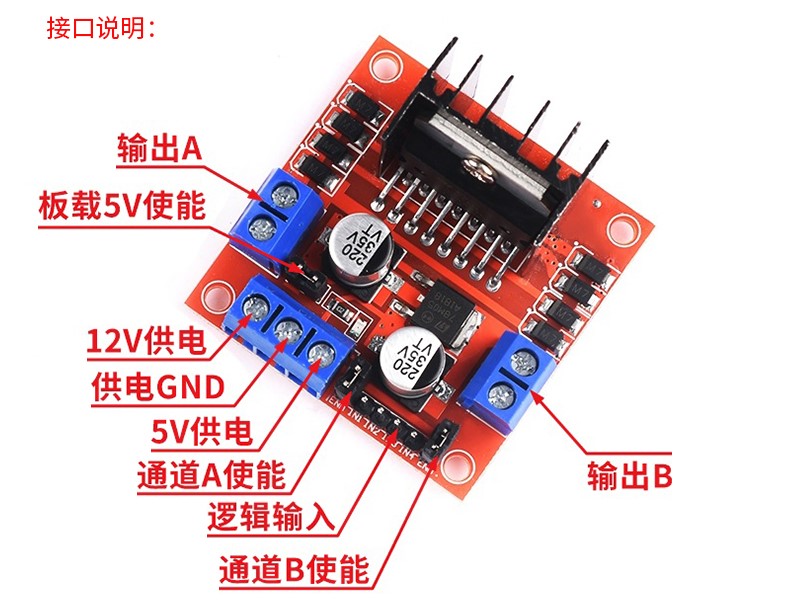 接口说明：
输出A
板载5V使能
12V供电
供电GND
5V供电
通道A使能
逻辑输入
通道B使能
输出B
220
35V
VT
220
35V
VT